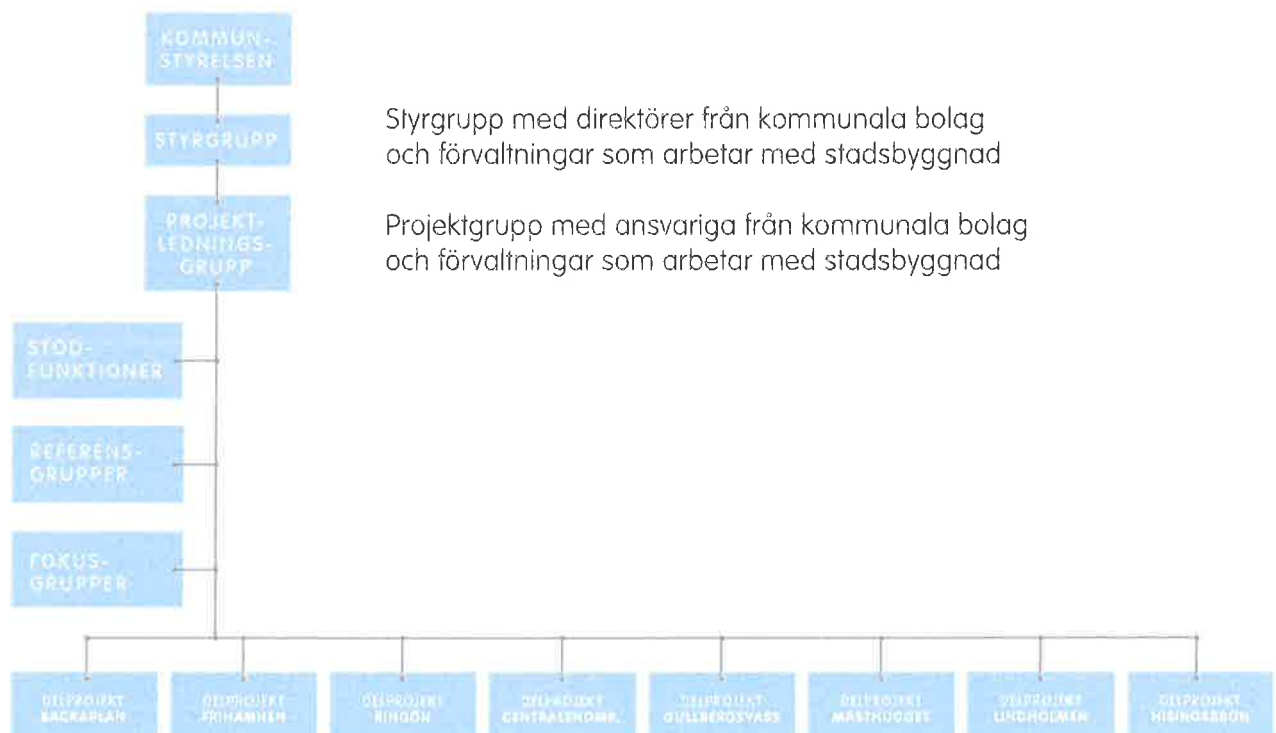 KOMMUN-
STYRELSEN
STYRGRUPP
Styrgrupp med direktörer från kommunala bolag
och förvaltningar som arbetar med stadsbyggnad
PROJEKT-
LEDNINGS-
GRUPP
Projektgrupp med ansvariga från kommunala bolag
och förvaltningar som arbetar med stadsbyggnad
STÖD-
FUNKTIONER
REFERENS-
GRUPPER
FOKUS-
GRUPPER
DELPROJEKT
BACKAPLAN
DELPROJEKT
FRIHAMNEN
DELPROJEKT
RINGÖN
DELPROJEKT
CENTRALENOMR.
DELPROJEKT
GULLBERGSVASS
DELPROJEKT
MASTHUGGET
DELPROJEKT
LINDHOLMEN
DELPROJEKT
HISINGSBRON